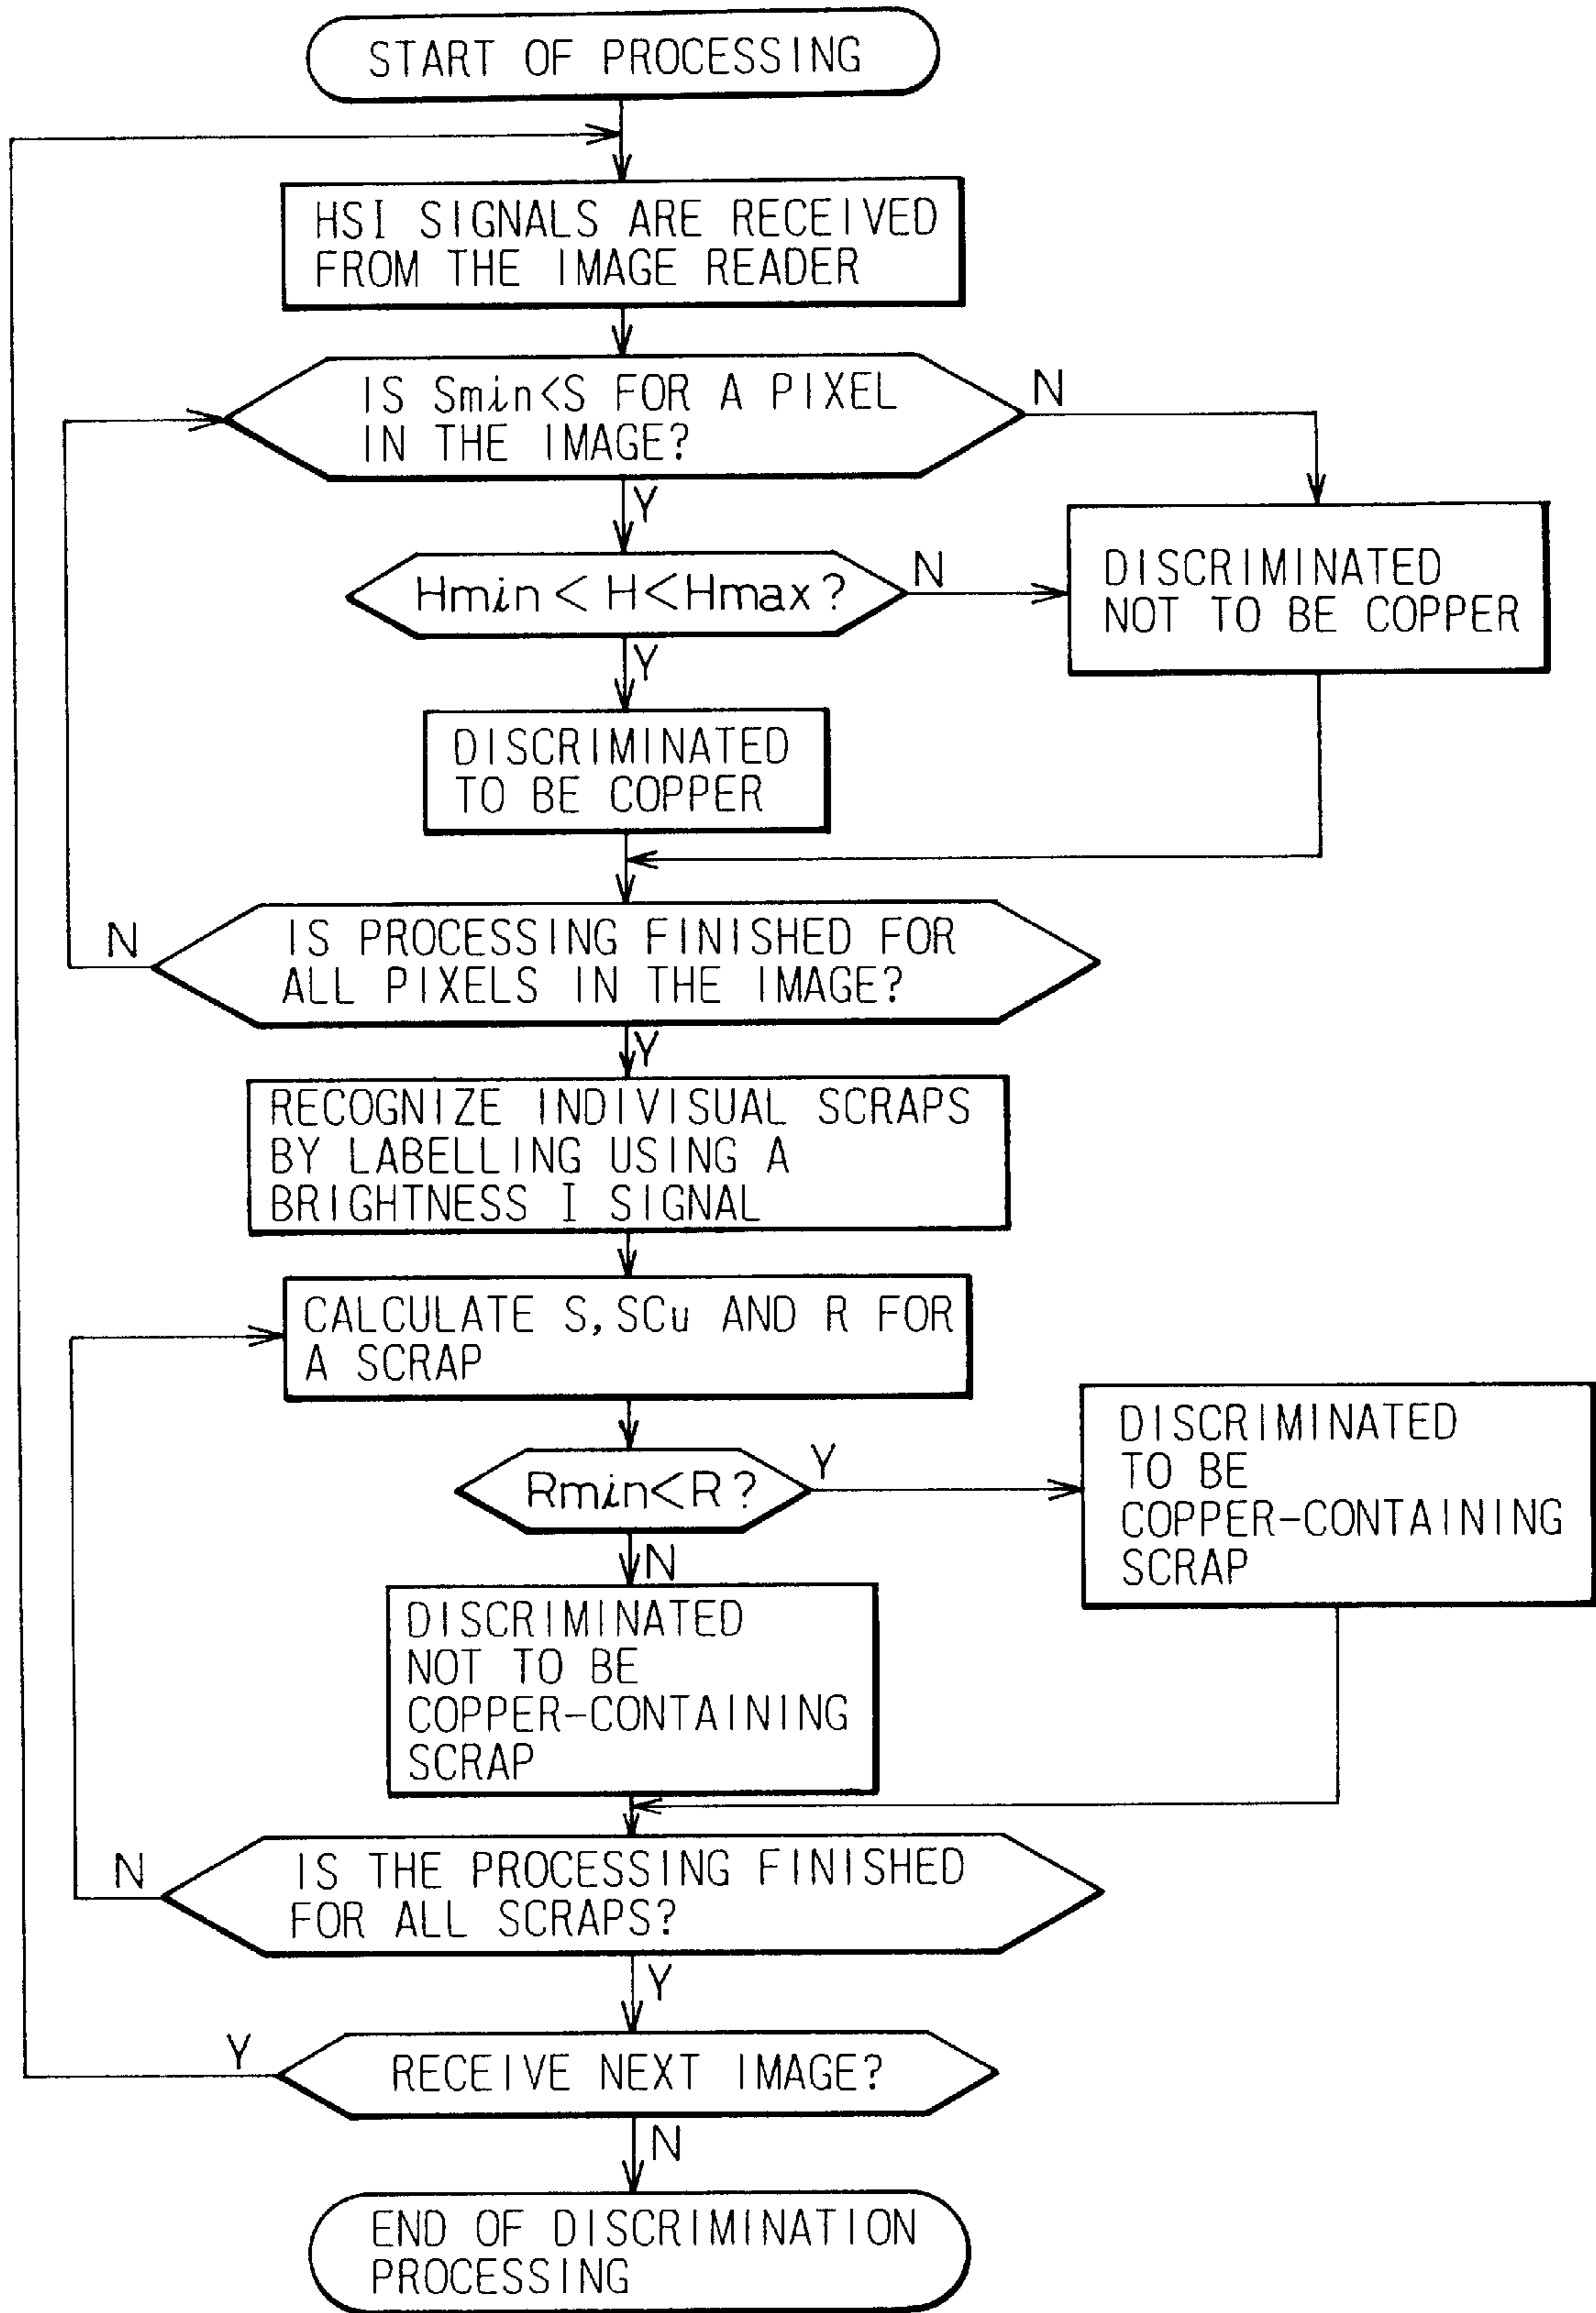 START OF PROCESSING
HSI SIGNALS ARE RECEIVED
FROM THE IMAGE READER
IS Smin<S FOR A PIXEL
IN THE IMAGE?
N
Y
Hmin < H<Hmax?
N
DISCRIMINATED
NOT TO BE COPPER
Y
DISCRIMINATED
TO BE COPPER
IS PROCESSING FINISHED FOR
ALL PIXELS IN THE IMAGE?
N
Y
RECOGNIZE INDIVISUAL SCRAPS
BY LABELLING USING A
BRIGHTNESS I SIGNAL
CALCULATE S, SCu AND R FOR
A SCRAP
Rmin<R?
Y
DISCRIMINATED
TO BE
COPPER-CONTAINING
SCRAP
N
DISCRIMINATED
NOT TO BE
COPPER-CONTAINING
SCRAP
IS THE PROCESSING FINISHED
FOR ALL SCRAPS?
N
Y
RECEIVE NEXT IMAGE?
Y
N
END OF DISCRIMINATION
PROCESSING